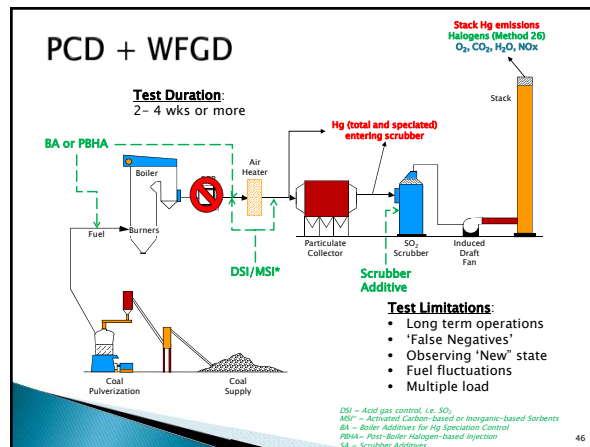 PCD + WFGD
Stack Hg emissions
Halogens (Method 26)
O₂, CO₂, H₂O, NOx
Test Duration:
2- 4 wks or more
Stack
Hg (total and speciated)
entering scrubber
BA or PBHA
Air
Heater
Boiler
Fuel
Burners
Particulate
Collector
SO₂
Scrubber
Induced
Draft
Fan
DSI/MSI*
Scrubber
Additive
Test Limitations:
• Long term operations
• ‘False Negatives’
• Observing ‘New” state
• Fuel fluctuations
• Multiple load
Coal
Pulverization
Coal
Supply
DSI – Acid gas control, i.e. SO₃
MSI* – Activated Carbon-based or Inorganic-based Sorbents
BA – Boiler Additives for Hg Speciation Control
PBHA– Post-Boiler Halogen-based Injection
SA – Scrubber Additives
46